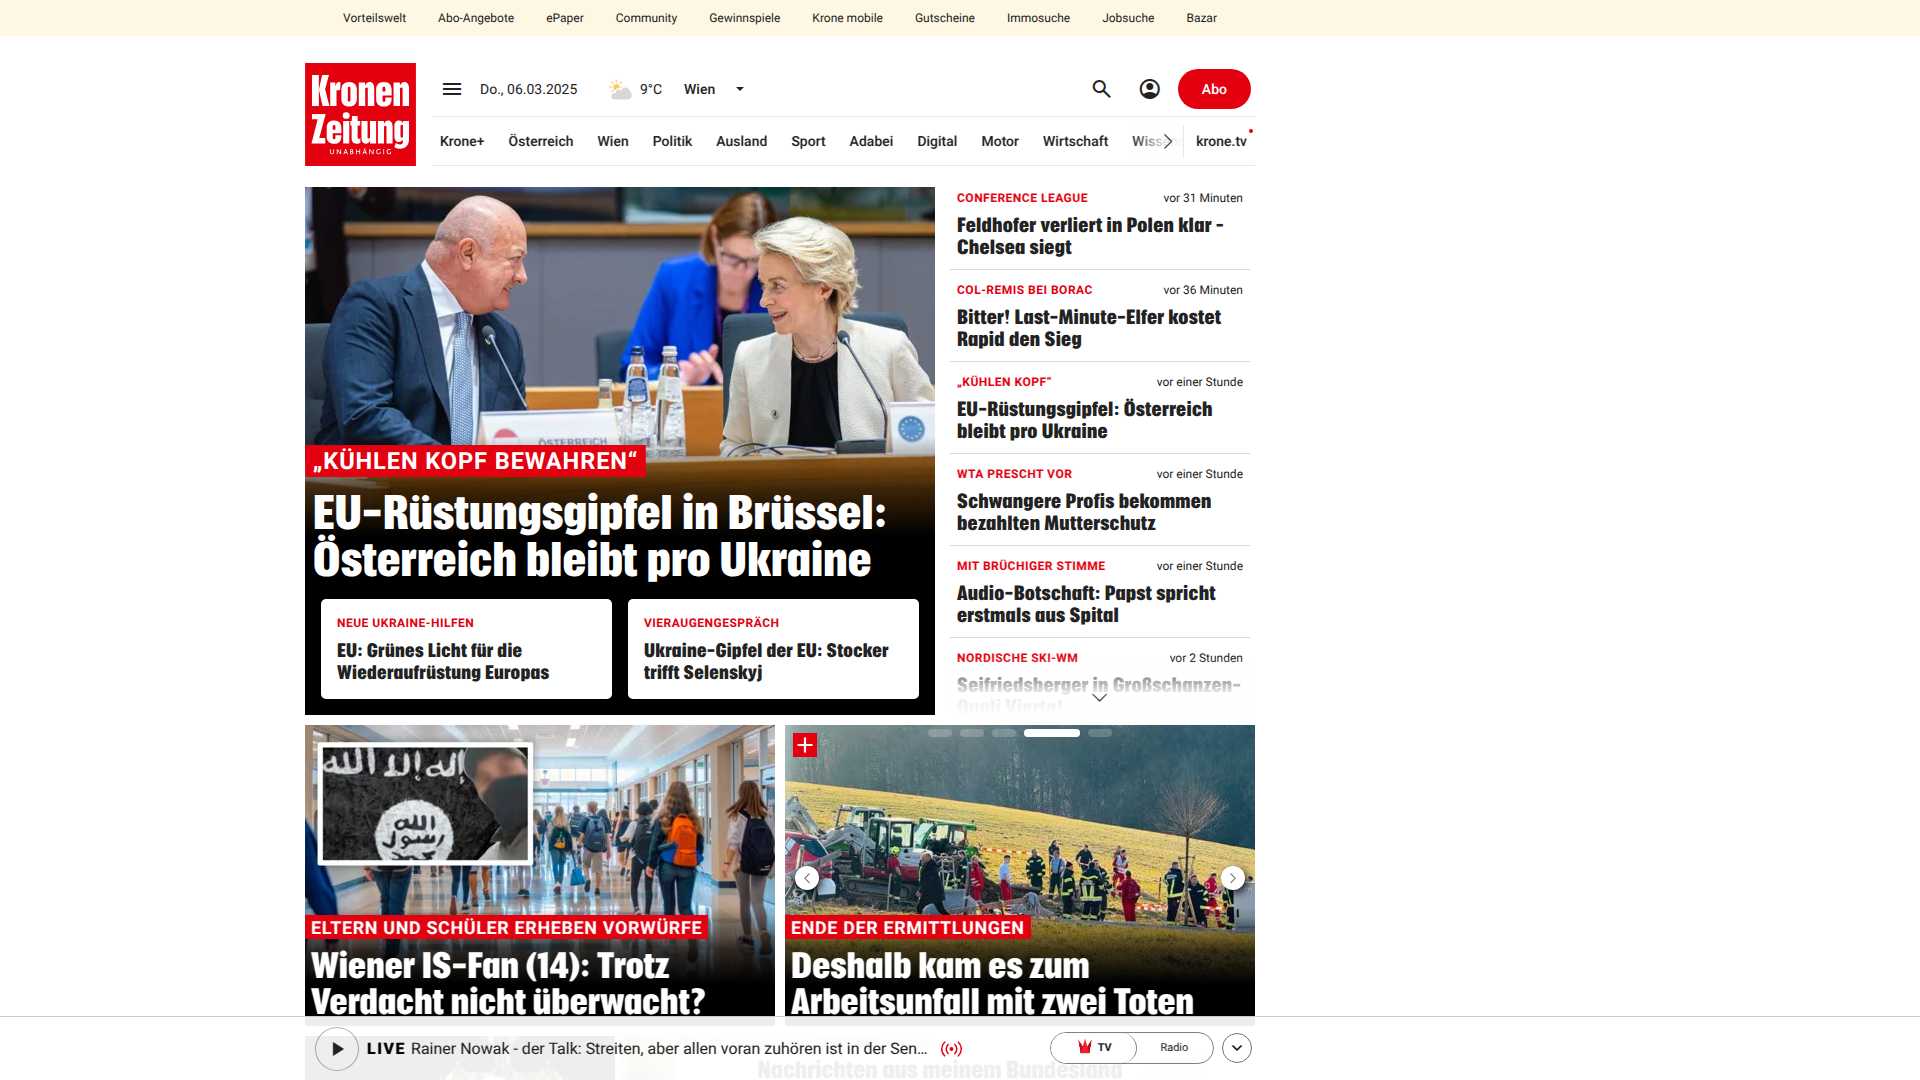 Vorteilswelt Abo-Angebote ePaper Community Gewinnspiele Krone mobile Gutscheine Immosuche Jobsuche Bazar
Kronen
Zeitung
UNABHÄNGIG
Do., 06.03.2025 9°C Wien
Abo
Krone+ Österreich Wien Politik Ausland Sport Adabei Digital Motor Wirtschaft krone.tv
ÖSTERREICH
„KÜHLEN KOPF BEWAHREN“
EU-Rüstungsgipfel in Brüssel:
Österreich bleibt pro Ukraine
NEUE UKRAINE-HILFEN
EU: Grünes Licht für die
Wiederaufrüstung Europas
VIERAUGENGESPRÄCH
Ukraine-Gipfel der EU: Stocker
trifft Selenskyj
CONFERENCE LEAGUE vor 31 Minuten
Feldhofer verliert in Polen klar -
Chelsea siegt
COL-REMIS BEI BORAC vor 36 Minuten
Bitter! Last-Minute-Elfer kostet
Rapid den Sieg
„KÜHLEN KOPF“ vor einer Stunde
EU-Rüstungsgipfel: Österreich
bleibt pro Ukraine
WTA PRESCHT VOR vor einer Stunde
Schwangere Profis bekommen
bezahlten Mutterschutz
MIT BRÜCHIGER STIMME vor einer Stunde
Audio-Botschaft: Papst spricht
erstmals aus Spital
NORDISCHE SKI-WM vor 2 Stunden
Seifriedsberger in Großschanzen-
Quali Vierte!
ELTERN UND SCHÜLER ERHEBEN VORWÜRFE
Wiener IS-Fan (14): Trotz
Verdacht nicht überwacht?
ENDE DER ERMITTLUNGEN
Deshalb kam es zum
Arbeitsunfall mit zwei Toten
LIVE Rainer Nowak - der Talk: Streiten, aber allen voran zuhören ist in der Sen...
TV Radio
Nachrichten aus meinem Bundesland